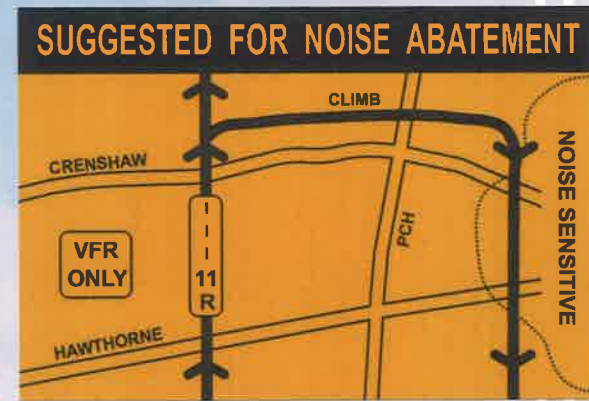 SUGGESTED FOR NOISE ABATEMENT
CLIMB
CRENSHAW
NOISE SENSITIVE
PCH
VFR
ONLY
11
R
HAWTHORNE